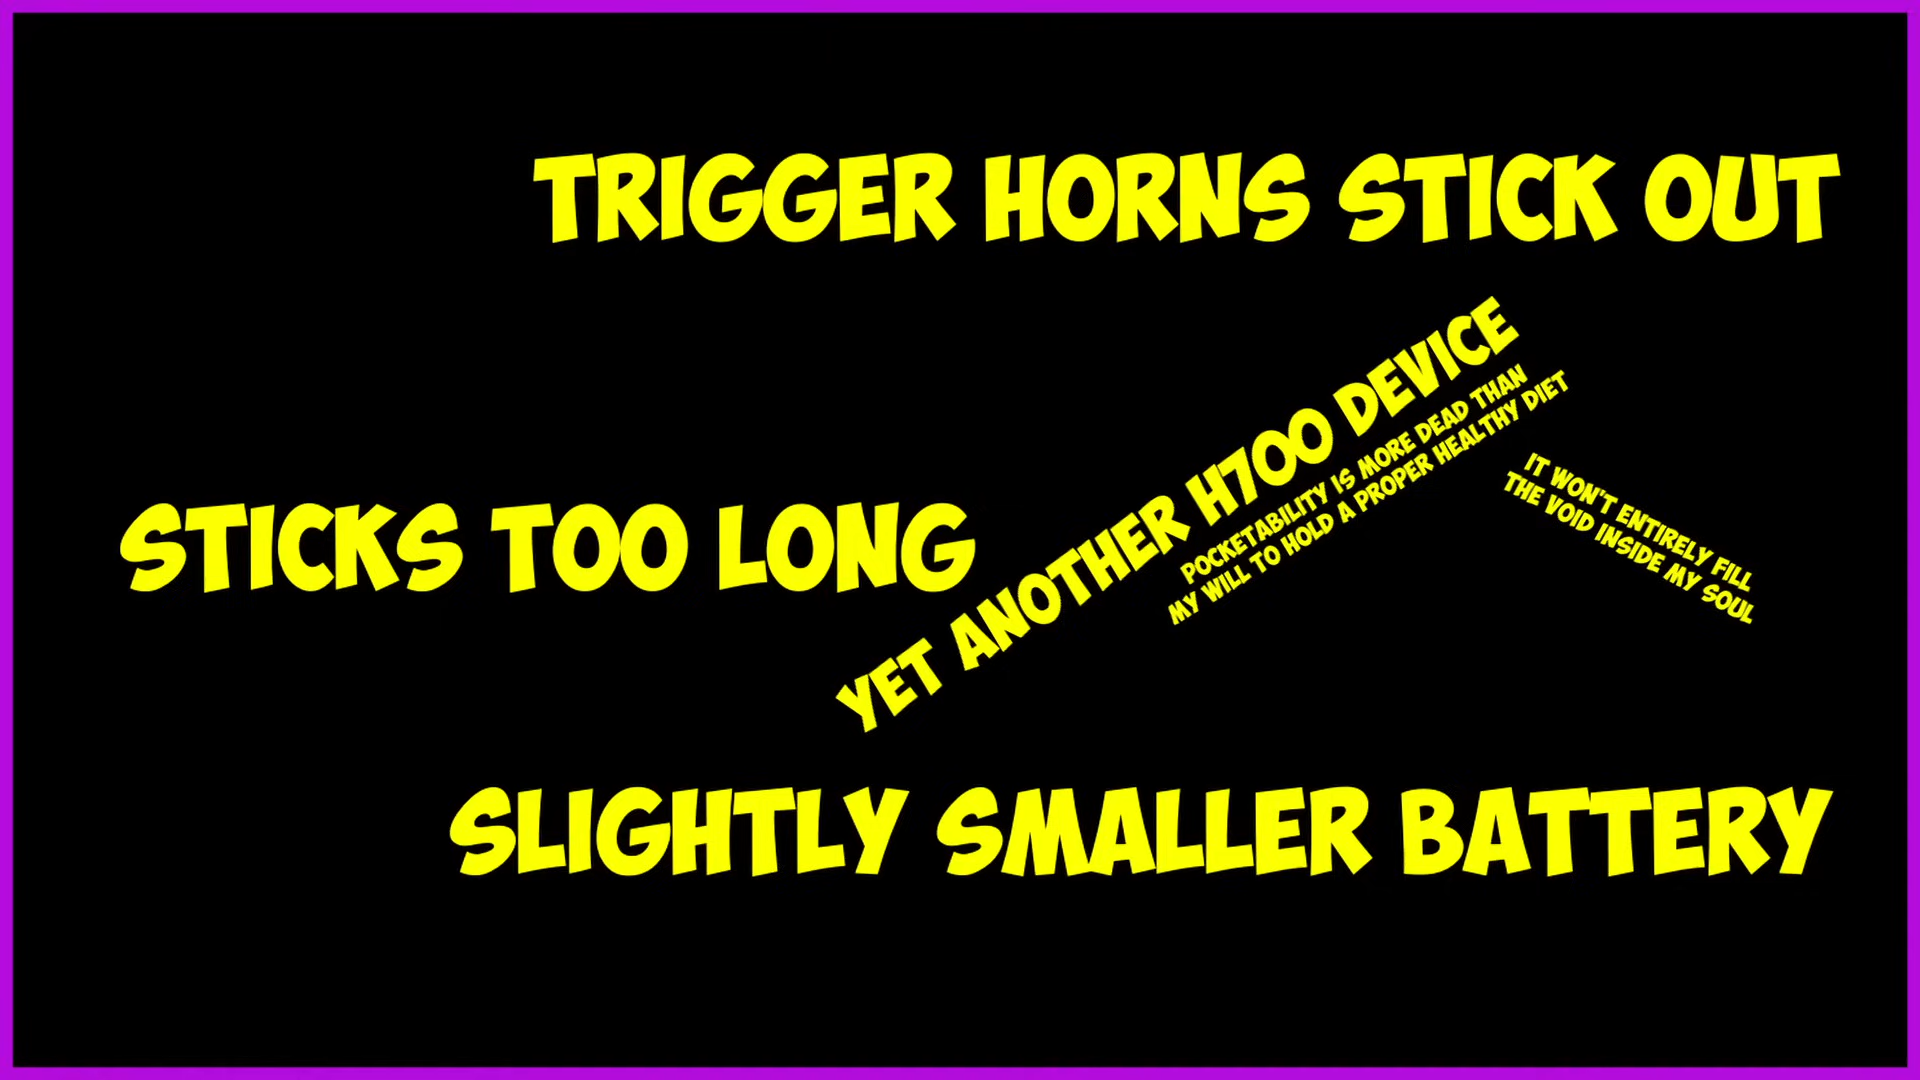 TRIGGER HORNS STICK OUT
STICKS TOO LONG
YET ANOTHER H700 DEVICE
POCKETABILITY IS MORE DEAD THAN
MY WILL TO HOLD A PROPER HEALTHY DIET
IT WON'T ENTIRELY FILL
THE VOID INSIDE MY SOUL
SLIGHTLY SMALLER BATTERY